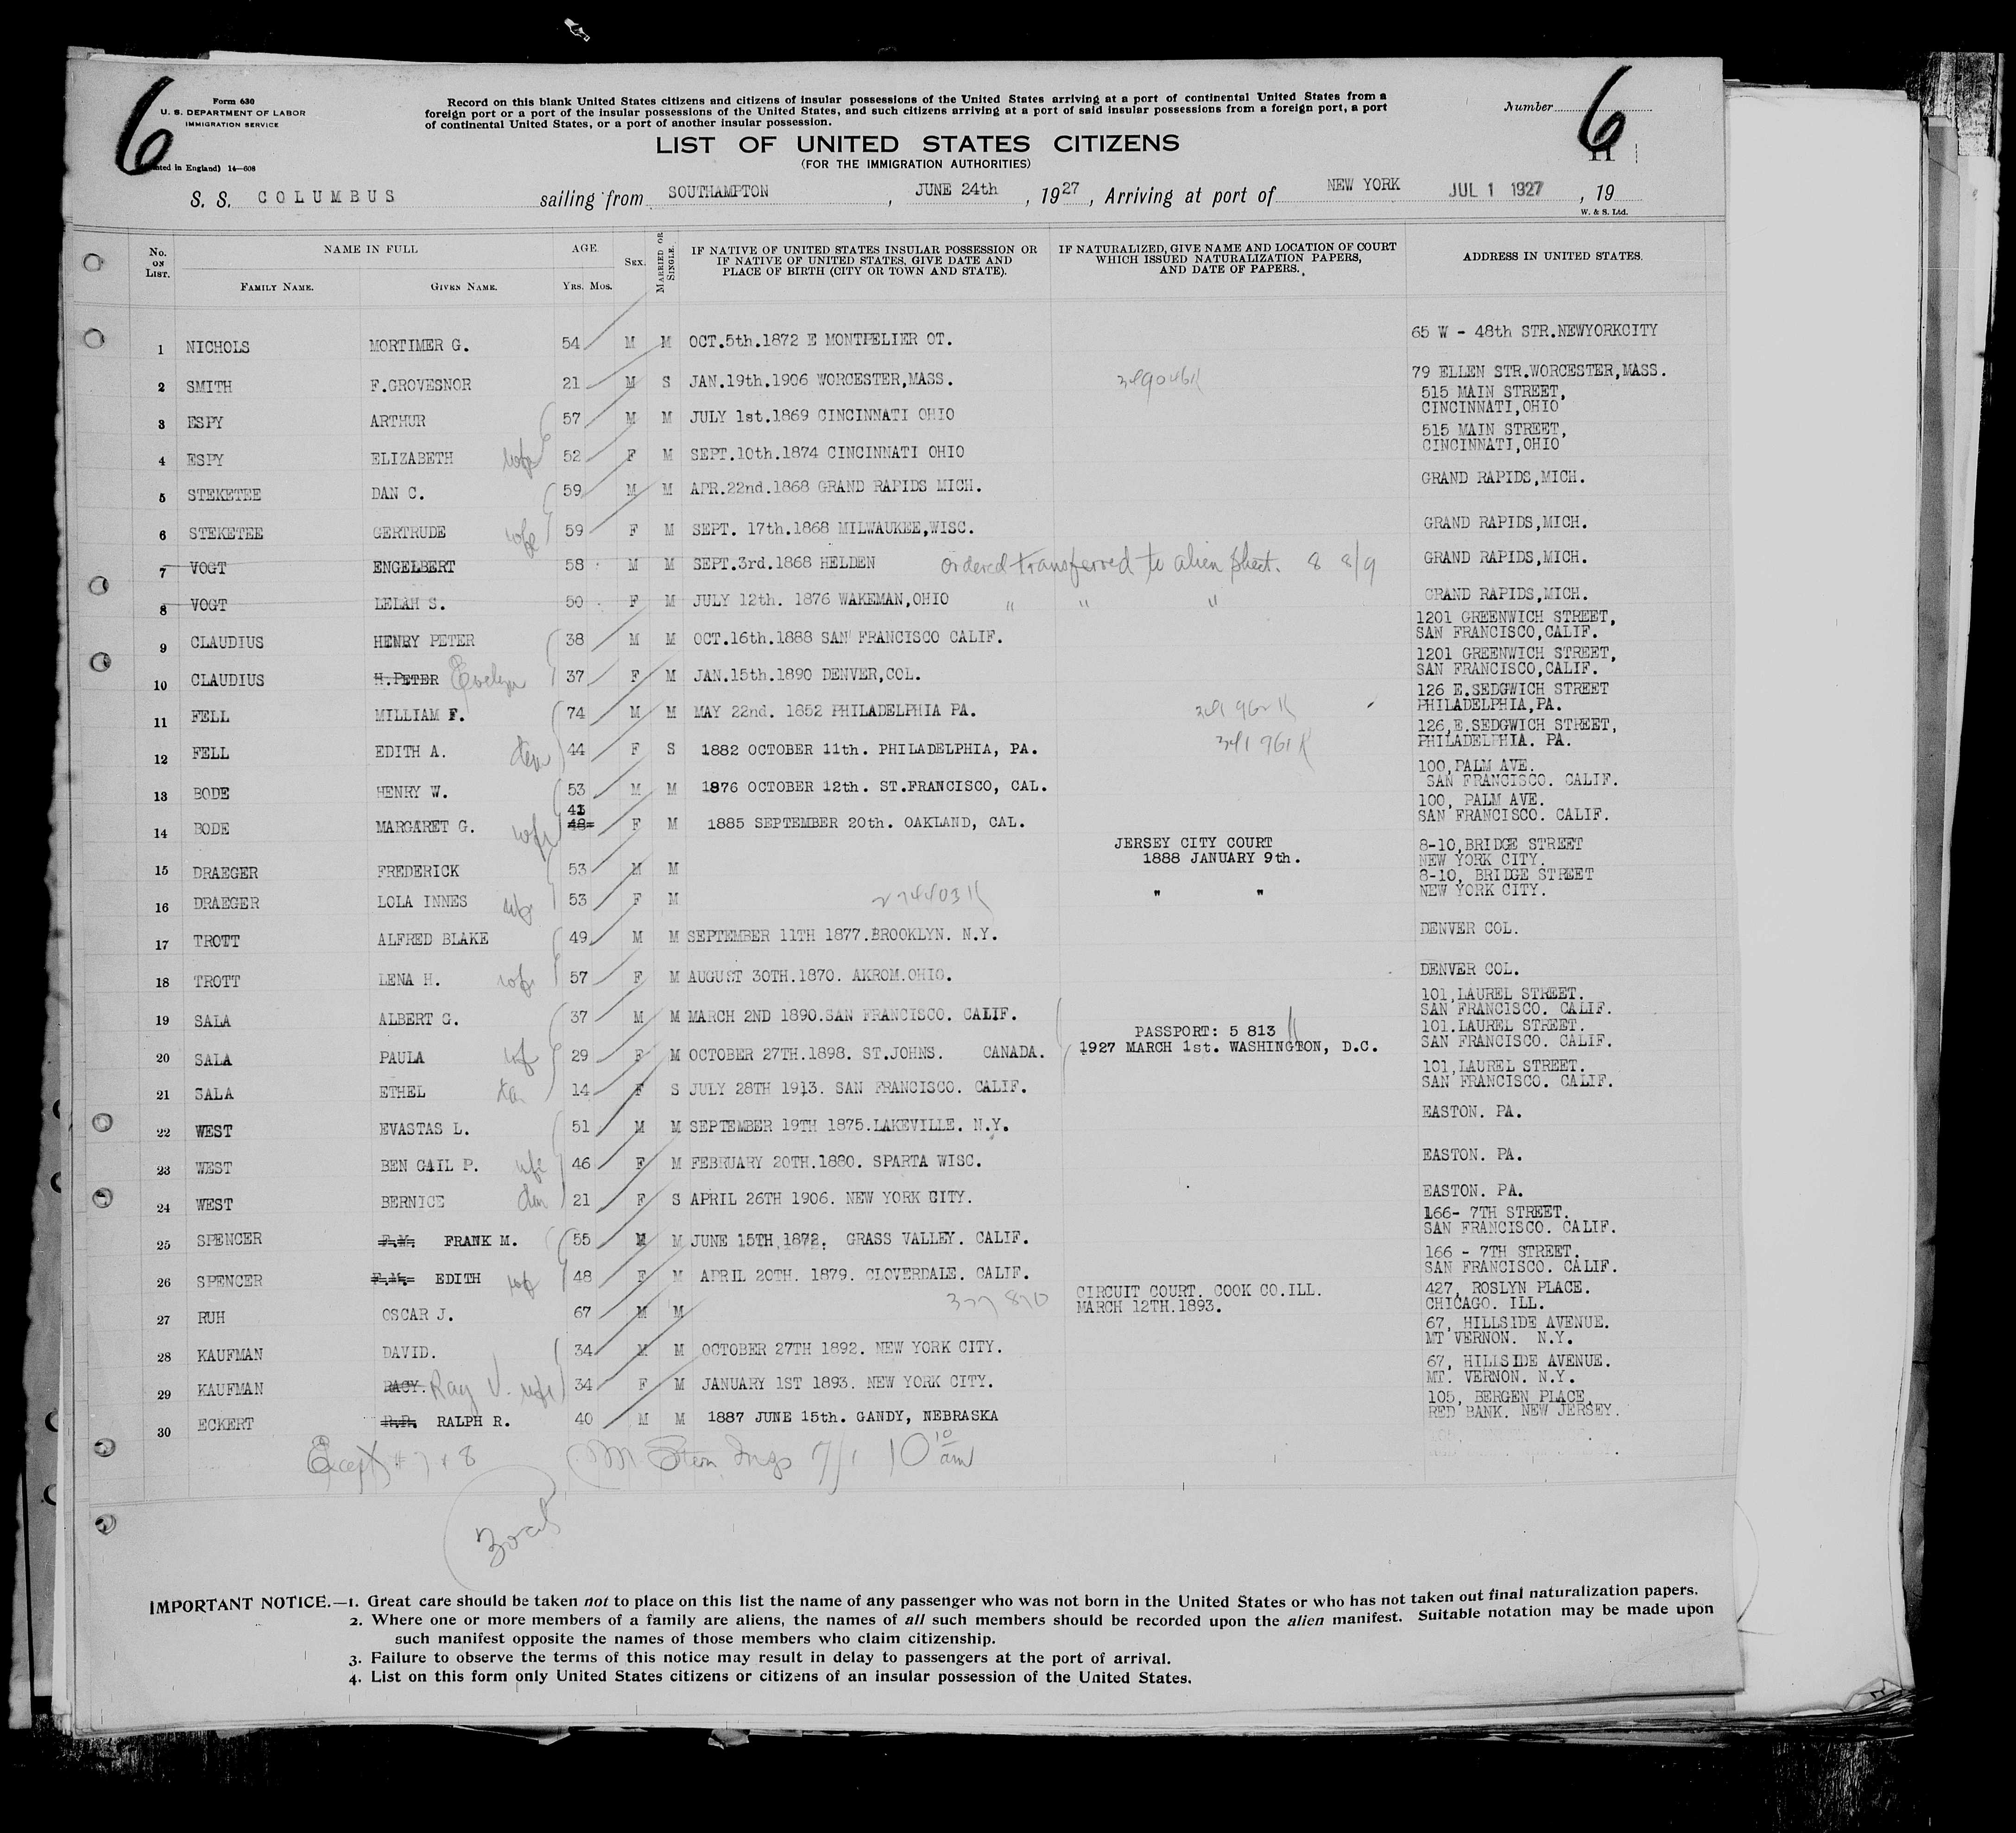 6
6
Form 630
U. S. DEPARTMENT OF LABOR
IMMIGRATION SERVICE
Record on this blank United States citizens and citizens of insular possessions of the United States arriving at a port of continental United States from a
foreign port or a port of the insular possessions of the United States, and such citizens arriving at a port of said insular possessions from a foreign port, a port
of continental United States, or a port of another insular possession.
Number
LIST OF UNITED STATES CITIZENS
(FOR THE IMMIGRATION AUTHORITIES)
in England) 14—608
S. S. COLUMBUS sailing from SOUTHAMPTON, JUNE 24th, 1927, Arriving at port of NEW YORK JUL 1 1927, 19
W. & S. Ltd.
No. ON LIST. NAME IN FULL FAMILY NAME. GIVEN NAME. AGE. YRS. MOS. SEX. MARRIED OR SINGLE. IF NATIVE OF UNITED STATES INSULAR POSSESSION OR IF NATIVE OF UNITED STATES, GIVE DATE AND PLACE OF BIRTH (CITY OR TOWN AND STATE). IF NATURALIZED, GIVE NAME AND LOCATION OF COURT WHICH ISSUED NATURALIZATION PAPERS, AND DATE OF PAPERS. ADDRESS IN UNITED STATES.
1 NICHOLS MORTIMER G. 54 M M OCT.5th.1872 E MONTPELIER OT. 65 W - 48th STR.NEWYORKCITY
2 SMITH F.GROVESNOR 21 M S JAN.19th.1906 WORCESTER,MASS. 79 ELLEN STR.WORCESTER,MASS.
3 ESPY ARTHUR 57 M M JULY 1st.1869 CINCINNATI OHIO 515 MAIN STREET, CINCINNATI,OHIO
4 ESPY ELIZABETH wife 52 F M SEPT.10th.1874 CINCINNATI OHIO 515 MAIN STREET, CINCINNATI,OHIO
5 STEKETEE DAN C. 59 M M APR.22nd.1868 GRAND RAPIDS MICH. GRAND RAPIDS,MICH.
6 STEKETEE GERTRUDE wife 59 F M SEPT. 17th.1868 MILWAUKEE,WISC. GRAND RAPIDS,MICH.
7 VOGT ENGELBERT 58 M M SEPT.3rd.1868 HELDEN ordered transferred to alien sheet. 8 8/9 GRAND RAPIDS,MICH.
8 VOGT LELAH S. 50 F M JULY 12th. 1876 WAKEMAN,OHIO " " " GRAND RAPIDS,MICH.
9 CLAUDIUS HENRY PETER 38 M M OCT.16th.1888 SAN FRANCISCO CALIF. 1201 GREENWICH STREET, SAN FRANCISCO,CALIF.
10 CLAUDIUS H.PETER Evelyn 37 F M JAN.15th.1890 DENVER,COL. 1201 GREENWICH STREET, SAN FRANCISCO,CALIF.
11 FELL MILLIAM F. 74 M M MAY 22nd. 1852 PHILADELPHIA PA. 126 E.SEDGWICH STREET PHILADELPHIA,PA.
12 FELL EDITH A. 44 F S 1882 OCTOBER 11th. PHILADELPHIA, PA. 126,E.SEDGWICH STREET, PHILADELPHIA. PA.
13 BODE HENRY W. 53 M M 1876 OCTOBER 12th. ST.FRANCISCO, CAL. 100,PALM AVE. SAN FRANCISCO. CALIF.
14 BODE MARGARET G. wife 48 F M 1885 SEPTEMBER 20th. OAKLAND, CAL. 100, PALM AVE. SAN FRANCISCO. CALIF.
15 DRAEGER FREDERICK 53 M M JERSEY CITY COURT 1888 JANUARY 9th. 8-10,BRIDGE STREET NEW YORK CITY.
16 DRAEGER LOLA INNES wife 53 F M " " 8-10, BRIDGE STREET NEW YORK CITY.
17 TROTT ALFRED BLAKE 49 M M SEPTEMBER 11TH 1877.BROOKLYN. N.Y. DENVER COL.
18 TROTT LENA H. wife 57 F M AUGUST 30TH.1870. AKROM.OHIO. DENVER COL.
19 SALA ALBERT G. 37 M M MARCH 2ND 1890.SAN FRANCISCO. CALIF. 101,LAUREL STREET. SAN FRANCISCO. CALIF.
20 SALA PAULA wife 29 F M OCTOBER 27TH.1898. ST.JOHNS. CANADA. PASSPORT: 5 813 1927 MARCH 1st. WASHINGTON, D.C. 101.LAUREL STREET. SAN FRANCISCO. CALIF.
21 SALA ETHEL 14 F S JULY 28TH 1913. SAN FRANCISCO. CALIF. 101,LAUREL STREET. SAN FRANCISCO. CALIF.
22 WEST EVASTAS L. 51 M M SEPTEMBER 19TH 1875.LAKEVILLE. N.Y. EASTON. PA.
23 WEST BEN GAIL P. wife 46 F M FEBRUARY 20TH.1880. SPARTA WISC. EASTON. PA.
24 WEST BERNICE 21 F S APRIL 26TH 1906. NEW YORK CITY. EASTON. PA.
25 SPENCER F.M. FRANK M. 55 M M JUNE 15TH 1872. GRASS VALLEY. CALIF. 166- 7TH STREET. SAN FRANCISCO. CALIF.
26 SPENCER F.M. EDITH wife 48 F M APRIL 20TH. 1879. CLOVERDALE. CALIF. 166 - 7TH STREET. SAN FRANCISCO. CALIF.
27 RUH OSCAR J. 67 M M 377 870 CIRCUIT COURT. COOK CO.ILL. MARCH 12TH.1893. 427, ROSLYN PLACE. CHICAGO. ILL.
28 KAUFMAN DAVID. 34 M M OCTOBER 27TH 1892. NEW YORK CITY. 67, HILLSIDE AVENUE. MT VERNON. N.Y.
29 KAUFMAN RACY. Ray V. wife 34 F M JANUARY 1ST 1893. NEW YORK CITY. 67, HILLSIDE AVENUE. MT. VERNON. N.Y.
30 ECKERT R.R. RALPH R. 40 M M 1887 JUNE 15th. GANDY, NEBRASKA 105, BERGEN PLACE, RED BANK. NEW JERSEY.
Except # 7 & 8 M Stern Insp 7/1 10 10 am
IMPORTANT NOTICE.—1. Great care should be taken not to place on this list the name of any passenger who was not born in the United States or who has not taken out final naturalization papers.
2. Where one or more members of a family are aliens, the names of all such members should be recorded upon the alien manifest. Suitable notation may be made upon
such manifest opposite the names of those members who claim citizenship.
3. Failure to observe the terms of this notice may result in delay to passengers at the port of arrival.
4. List on this form only United States citizens or citizens of an insular possession of the United States.